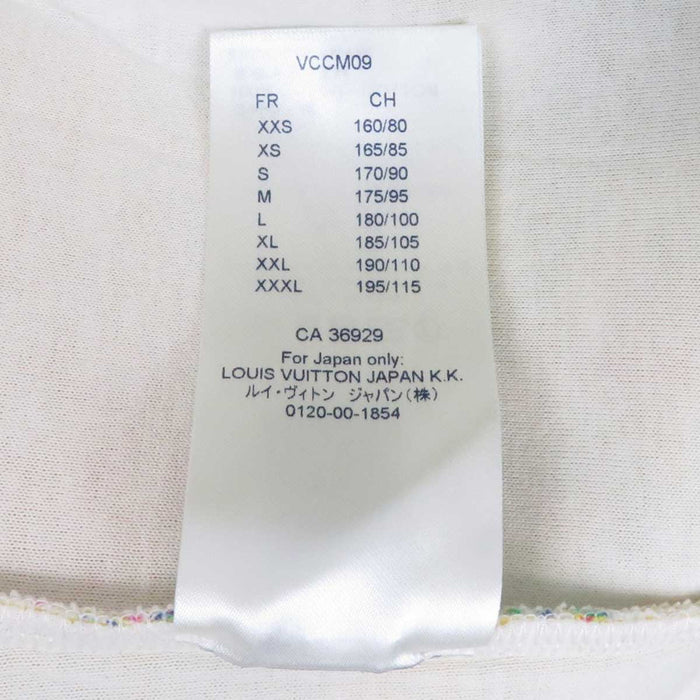 VCCM09
FR CH
XXS 160/80
XS 165/85
S 170/90
M 175/95
L 180/100
XL 185/105
XXL 190/110
XXXL 195/115
CA 36929
For Japan only:
LOUIS VUITTON JAPAN K.K.
ルイ・ヴィトン ジャパン(株)
0120-00-1854